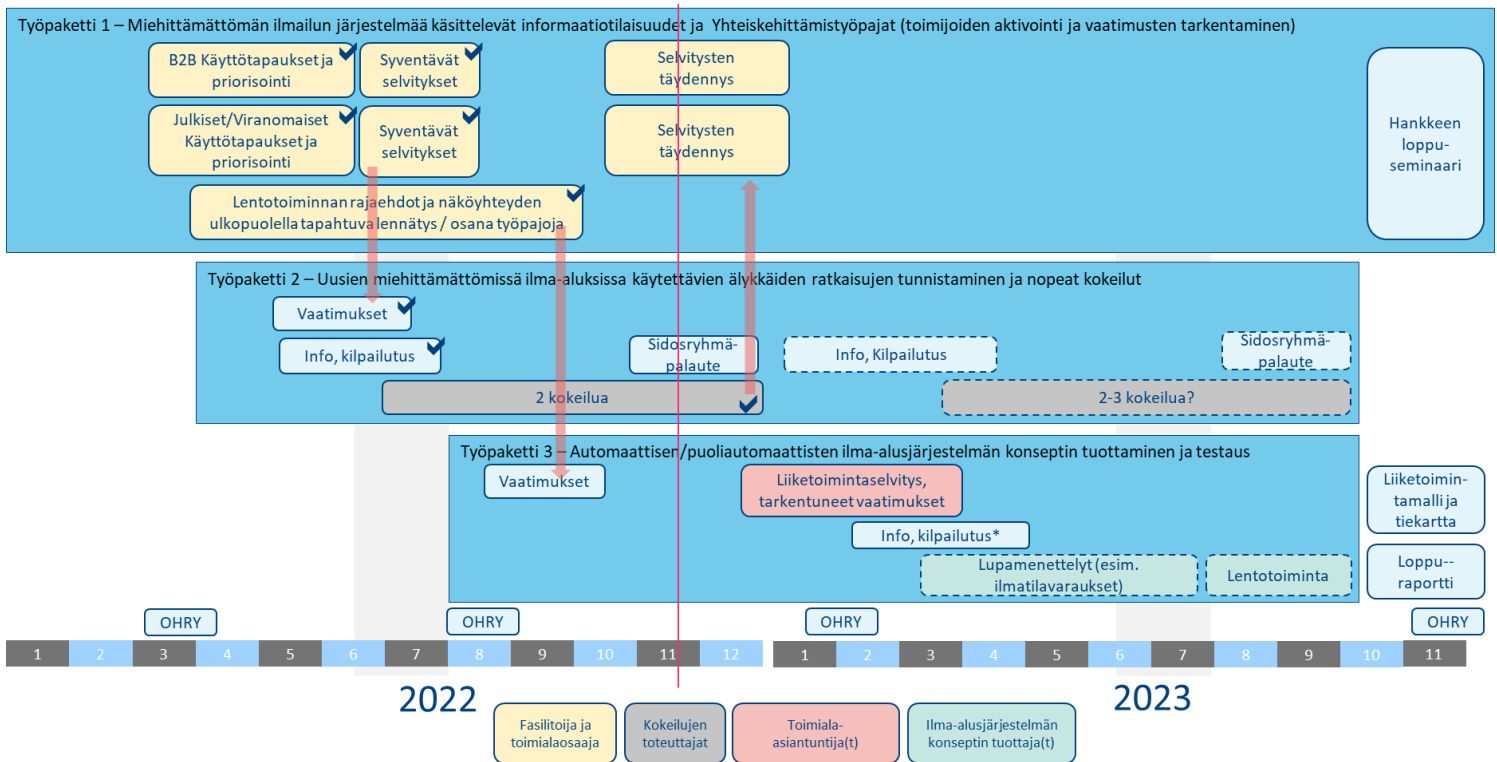 Työpaketti 1 – Miehittämättömän ilmailun järjestelmää käsittelevät informaatiotilaisuudet ja Yhteiskehittämistyöpajat (toimijoiden aktivointi ja vaatimusten tarkentaminen)
B2B Käyttötapaukset ja
priorisointi
Syventävät
selvitykset
Selvitysten
täydennys
Julkiset/Viranomaiset
Käyttötapaukset ja
priorisointi
Syventävät
selvitykset
Selvitysten
täydennys
Hankkeen
loppu-
seminaari
Lentotoiminnan rajaehdot ja näköyhteyden
ulkopuolella tapahtuva lennätys / osana työpajoja
Työpaketti 2 – Uusien miehittämättömissä ilma-aluksissa käytettävien älykkäiden ratkaisujen tunnistaminen ja nopeat kokeilut
Vaatimukset
Info, kilpailutus
Sidosryhmä-
palaute
Info, Kilpailutus
Sidosryhmä-
palaute
2 kokeilua
2-3 kokeilua?
Työpaketti 3 – Automaattisen/puoliautomaattisten ilma-alusjärjestelmän konseptin tuottaminen ja testaus
Vaatimukset
Liiketoimintaselvitys,
tarkentuneet vaatimukset
Info, kilpailutus*
Lupamenettelyt (esim.
ilmatilavaraukset)
Lentotoiminta
Liiketoimin-
tamalli ja
tiekartta
Loppu--
raportti
OHRY
OHRY
OHRY
OHRY
1 2 3 4 5 6 7 8 9 10 11 12 1 2 3 4 5 6 7 8 9 10 11
2022
2023
Fasilitoija ja
toimialaosaaja
Kokeilujen
toteuttajat
Toimiala-
asiantuntija(t)
Ilma-alusjärjestelmän
konseptin tuottaja(t)